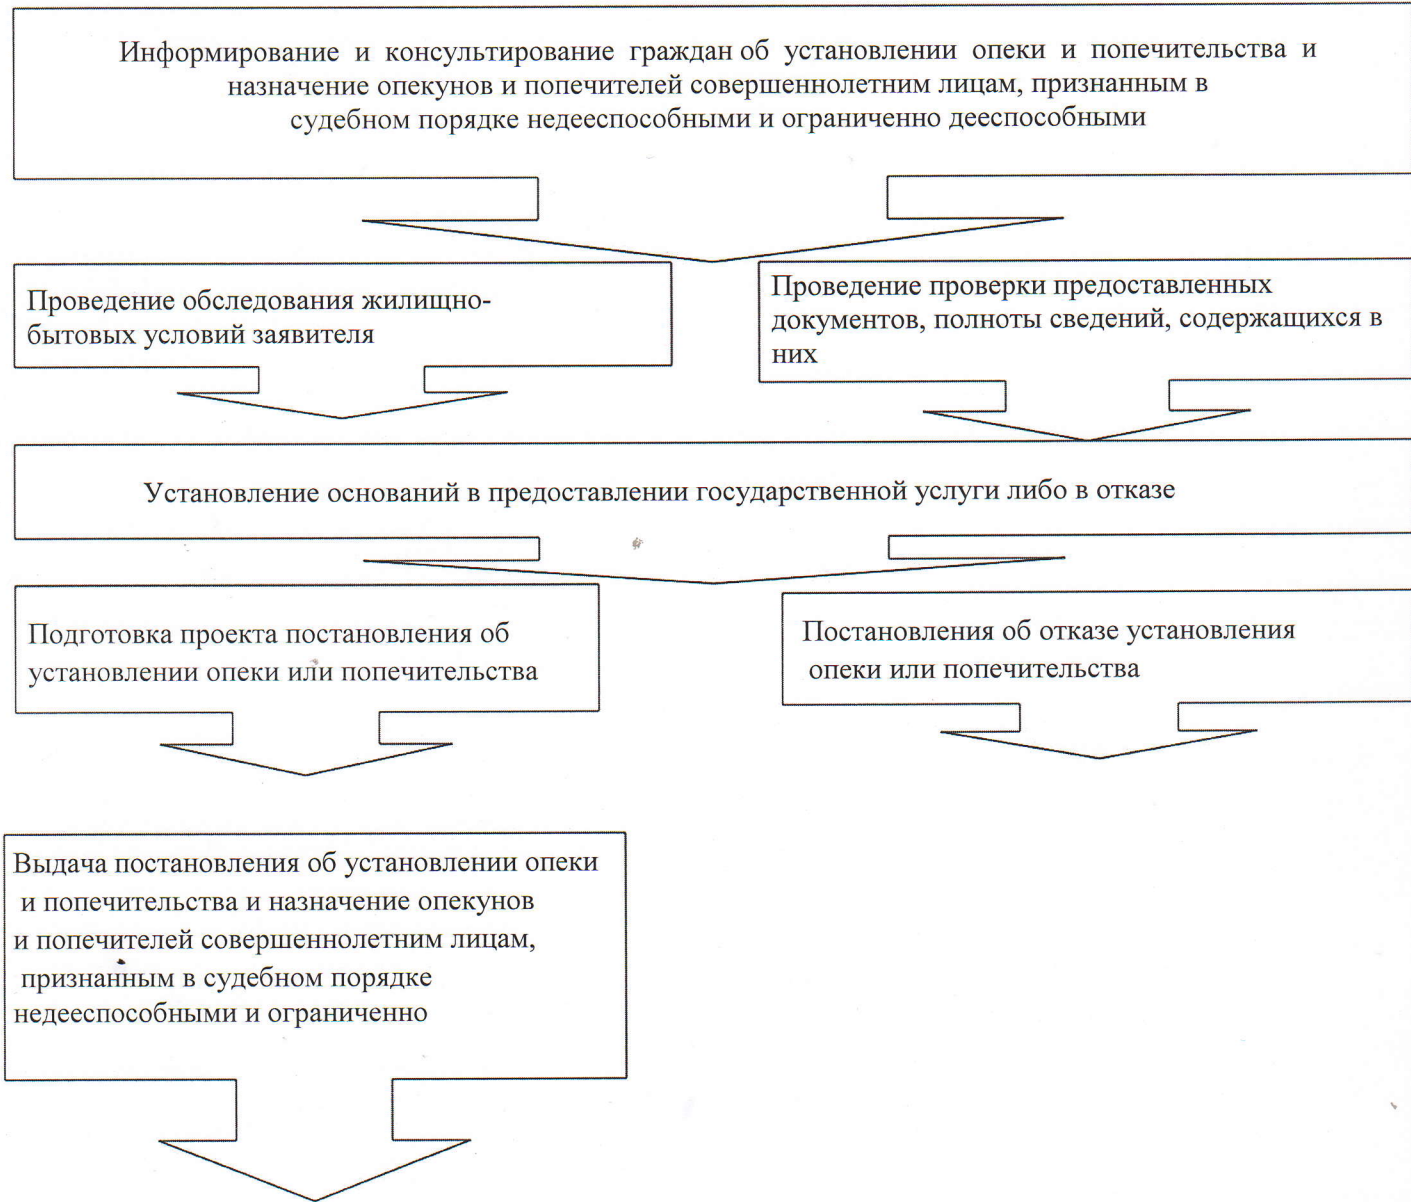 Информирование и консультирование граждан об установлении опеки и попечительства и
назначение опекунов и попечителей совершеннолетним лицам, признанным в
судебном порядке недееспособными и ограниченно дееспособными
Проведение обследования жилищно-
бытовых условий заявителя
Проведение проверки предоставленных
документов, полноты сведений, содержащихся в
них
Установление оснований в предоставлении государственной услуги либо в отказе
Подготовка проекта постановления об
установлении опеки или попечительства
Постановления об отказе установления
опеки или попечительства
Выдача постановления об установлении опеки
и попечительства и назначение опекунов
и попечителей совершеннолетним лицам,
признанным в судебном порядке
недееспособными и ограниченно